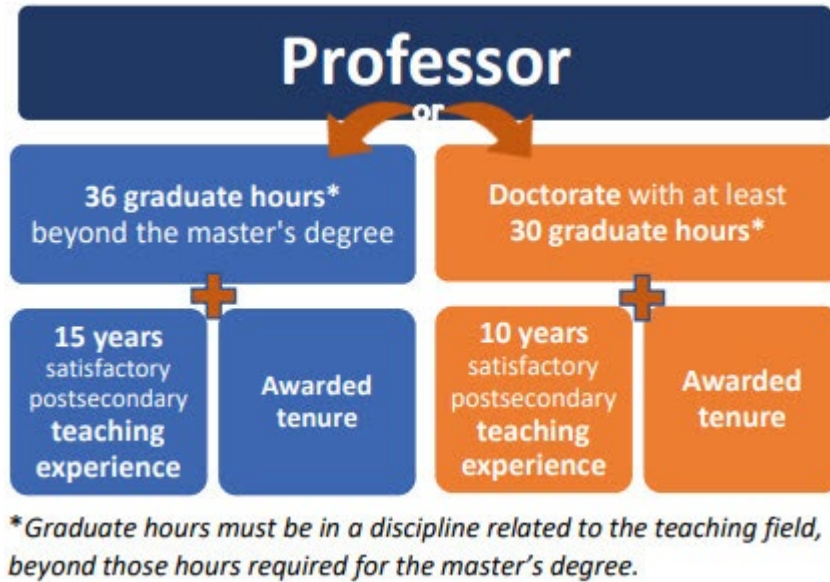 Professor
or
36 graduate hours*
beyond the master's degree
Doctorate with at least
30 graduate hours*
15 years
satisfactory
postsecondary
teaching
experience
Awarded
tenure
10 years
satisfactory
postsecondary
teaching
experience
Awarded
tenure
*Graduate hours must be in a discipline related to the teaching field,
beyond those hours required for the master’s degree.